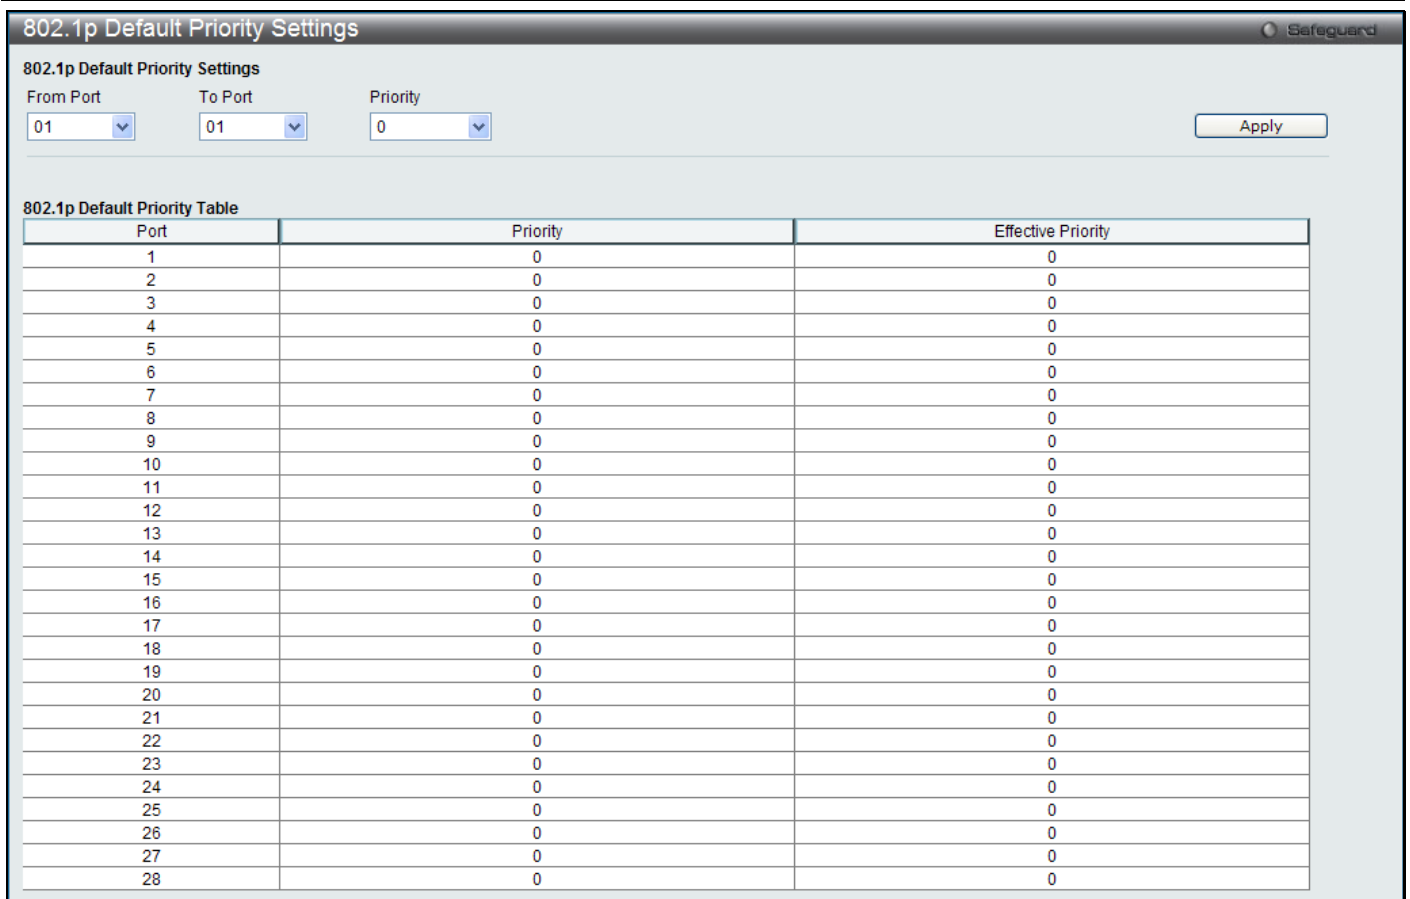 802.1p Default Priority Settings
Safeguard
802.1p Default Priority Settings
From Port To Port Priority
01 01 0 Apply
802.1p Default Priority Table
Port Priority Effective Priority
1 0 0
2 0 0
3 0 0
4 0 0
5 0 0
6 0 0
7 0 0
8 0 0
9 0 0
10 0 0
11 0 0
12 0 0
13 0 0
14 0 0
15 0 0
16 0 0
17 0 0
18 0 0
19 0 0
20 0 0
21 0 0
22 0 0
23 0 0
24 0 0
25 0 0
26 0 0
27 0 0
28 0 0